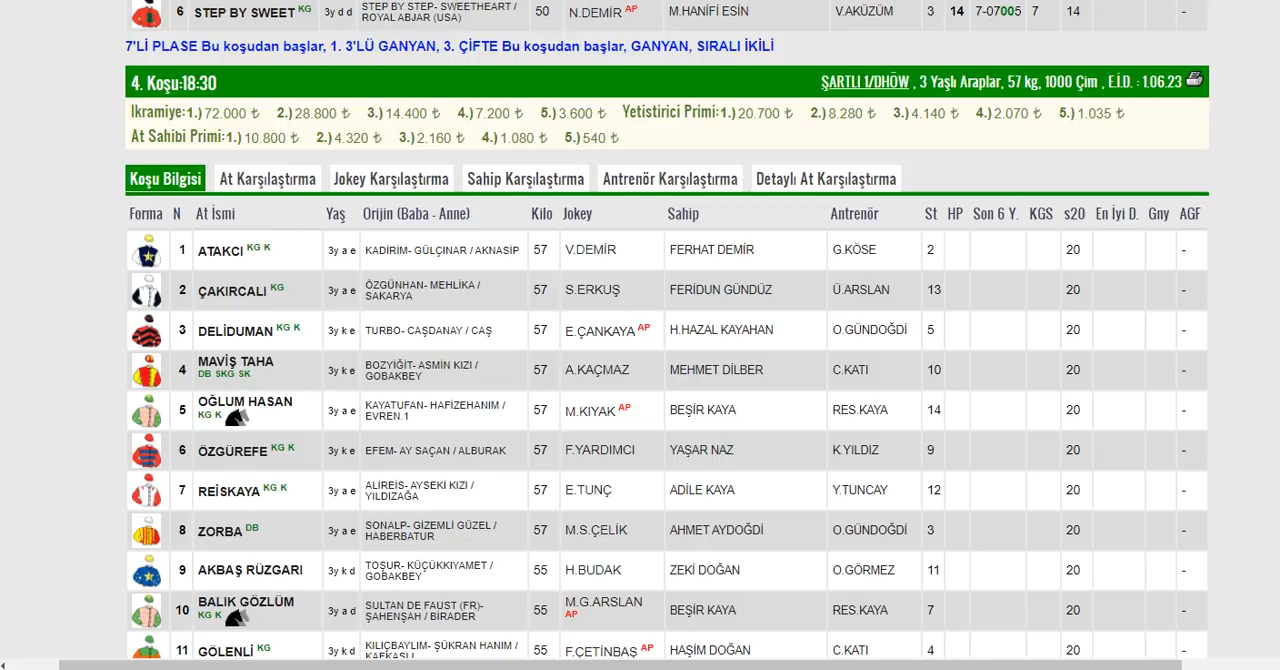 6 STEP BY SWEET KG 3y d d STEP BY STEP- SWEETHEART / ROYAL ABJAR (USA) 50 N.DEMİR AP M.HANİFİ ESİN V.AKÜZÜM 3 14 7-07005 7 14 -
7'Lİ PLASE Bu koşudan başlar, 1. 3'LÜ GANYAN, 3. ÇİFTE Bu koşudan başlar, GANYAN, SIRALI İKİLİ
4. Koşu:18:30 ŞARTLI 1/DHÖW , 3 Yaşlı Araplar, 57 kg, 1000 Çim , E.İ.D. : 1.06.23
Ikramiye:1.) 72.000 ₺ 2.) 28.800 ₺ 3.) 14.400 ₺ 4.) 7.200 ₺ 5.) 3.600 ₺ Yetistirici Primi:1.) 20.700 ₺ 2.) 8.280 ₺ 3.) 4.140 ₺ 4.) 2.070 ₺ 5.) 1.035 ₺
At Sahibi Primi:1.) 10.800 ₺ 2.) 4.320 ₺ 3.) 2.160 ₺ 4.) 1.080 ₺ 5.) 540 ₺
Koşu Bilgisi At Karşılaştırma Jokey Karşılaştırma Sahip Karşılaştırma Antrenör Karşılaştırma Detaylı At Karşılaştırma
Forma N At İsmi Yaş Orijin (Baba - Anne) Kilo Jokey Sahip Antrenör St HP Son 6 Y. KGS s20 En İyi D. Gny AGF
1 ATAKCI KG K 3y a e KADİRİM- GÜLÇINAR / AKNASIP 57 V.DEMİR FERHAT DEMİR G.KÖSE 2 20 -
2 ÇAKIRCALI KG 3y a e ÖZGÜNHAN- MEHLİKA / SAKARYA 57 S.ERKUŞ FERİDUN GÜNDÜZ Ü.ARSLAN 13 20 -
3 DELİDUMAN KG K 3y k e TURBO- CAŞDANAY / CAŞ 57 E.ÇANKAYA AP H.HAZAL KAYAHAN O.GÜNDOĞDİ 5 20 -
4 MAVİŞ TAHA DB SKG SK 3y k e BOZYİĞİT- ASMİN KIZI / GOBAKBEY 57 A.KAÇMAZ MEHMET DİLBER C.KATI 10 20 -
5 OĞLUM HASAN KG K 3y a e KAYATUFAN- HAFİZEHANIM / EVREN.1 57 M.KIYAK AP BEŞİR KAYA RES.KAYA 14 20 -
6 ÖZGÜREFE KG K 3y k e EFEM- AY SAÇAN / ALBURAK 57 F.YARDIMCI YAŞAR NAZ K.YILDIZ 9 20 -
7 REİSKAYA KG K 3y a e ALİREİS- AYSEKİ KIZI / YILDIZAĞA 57 E.TUNÇ ADİLE KAYA Y.TUNCAY 12 20 -
8 ZORBA DB 3y a e SONALP- GİZEMLİ GÜZEL / HABERBATUR 57 M.S.ÇELİK AHMET AYDOĞDİ O.GÜNDOĞDİ 3 20 -
9 AKBAŞ RÜZGARI 3y k d TOSUR- KÜÇÜKKIYAMET / GOBAKBEY 55 H.BUDAK ZEKİ DOĞAN O.GÖRMEZ 11 20 -
10 BALIK GÖZLÜM KG K 3y a d SULTAN DE FAUST (FR)- ŞAHENŞAH / BİRADER 55 M.G.ARSLAN AP BEŞİR KAYA RES.KAYA 7 20 -
11 GÖLENLİ KG 3y k d KILIÇBAYLIM- ŞÜKRAN HANIM / KAFKASLI 55 F.ÇETİNBAŞ AP HAŞİM DOĞAN C.KATI 4 20 -